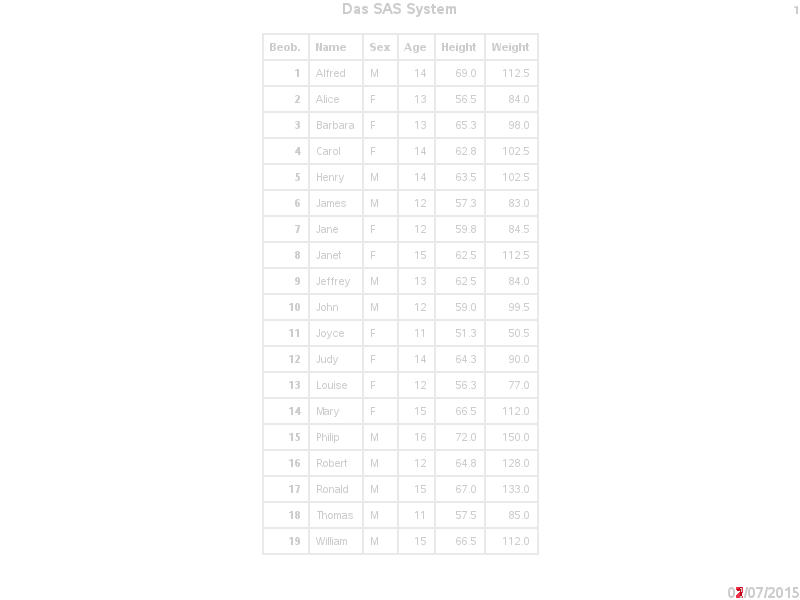 Das SAS System 1
Beob. Name Sex Age Height Weight
1 Alfred M 14 69.0 112.5
2 Alice F 13 56.5 84.0
3 Barbara F 13 65.3 98.0
4 Carol F 14 62.8 102.5
5 Henry M 14 63.5 102.5
6 James M 12 57.3 83.0
7 Jane F 12 59.8 84.5
8 Janet F 15 62.5 112.5
9 Jeffrey M 13 62.5 84.0
10 John M 12 59.0 99.5
11 Joyce F 11 51.3 50.5
12 Judy F 14 64.3 90.0
13 Louise F 12 56.3 77.0
14 Mary F 15 66.5 112.0
15 Philip M 16 72.0 150.0
16 Robert M 12 64.8 128.0
17 Ronald M 15 67.0 133.0
18 Thomas M 11 57.5 85.0
19 William M 15 66.5 112.0